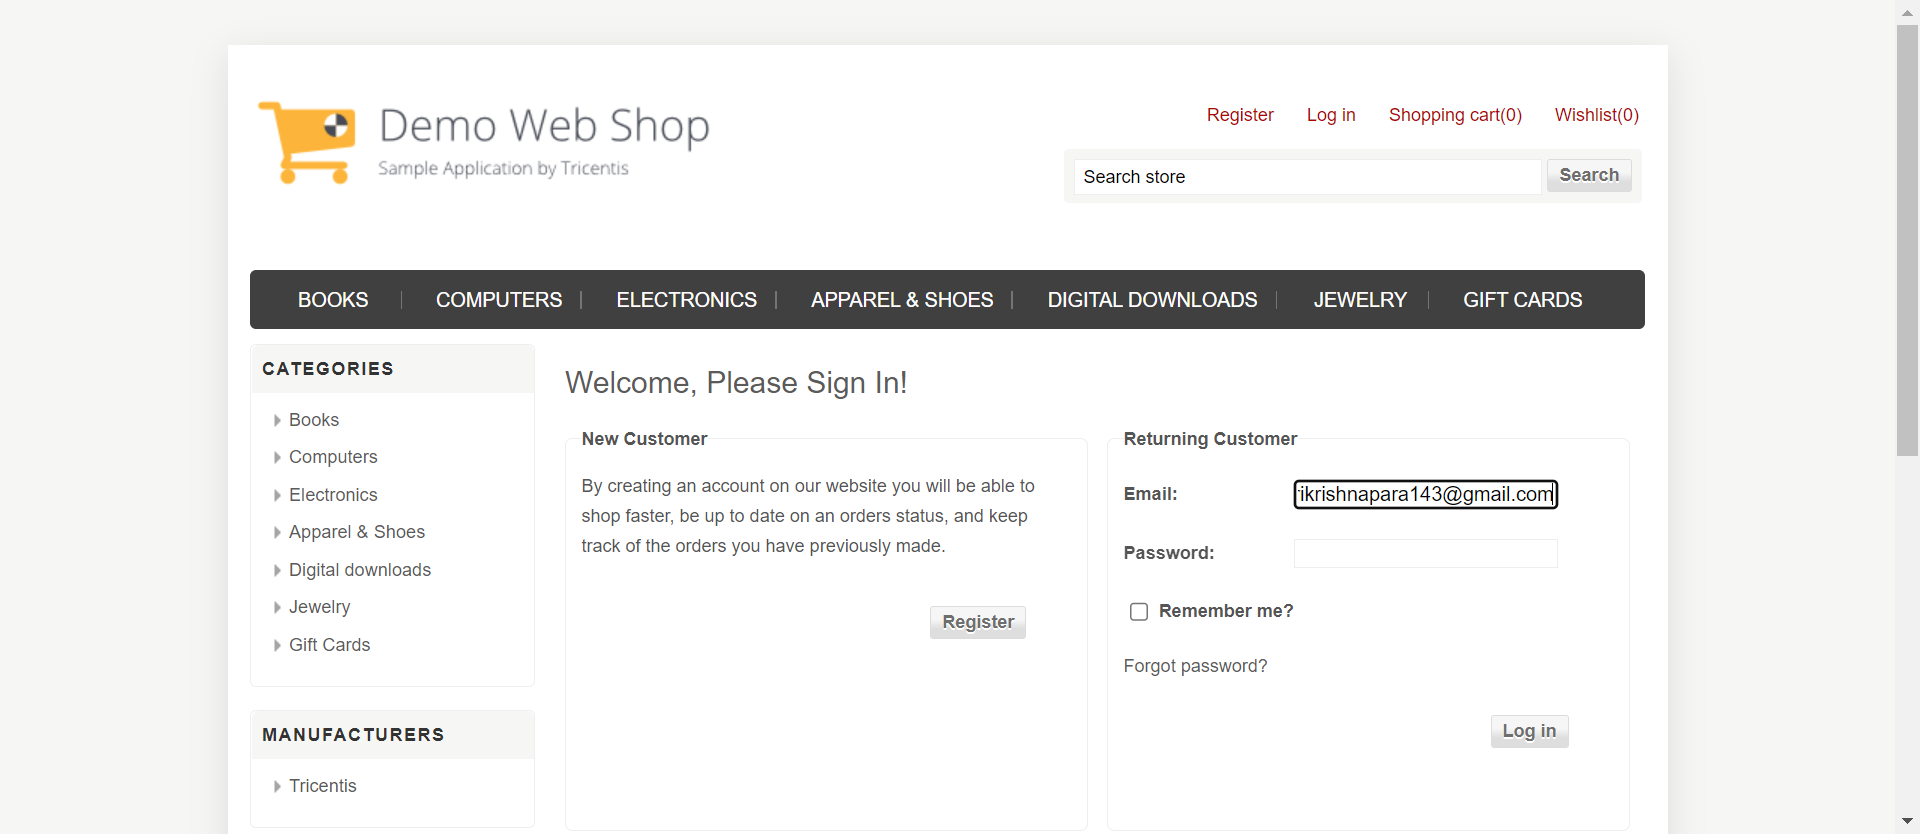 Demo Web Shop
Sample Application by Tricentis
Register Log in Shopping cart(0) Wishlist(0)
Search store Search
BOOKS COMPUTERS ELECTRONICS APPAREL & SHOES DIGITAL DOWNLOADS JEWELRY GIFT CARDS
CATEGORIES
Books
Computers
Electronics
Apparel & Shoes
Digital downloads
Jewelry
Gift Cards
MANUFACTURERS
Tricentis
Welcome, Please Sign In!
New Customer
By creating an account on our website you will be able to
shop faster, be up to date on an orders status, and keep
track of the orders you have previously made.
Register
Returning Customer
Email: ikrishnapara143@gmail.com
Password:
Remember me?
Forgot password?
Log in